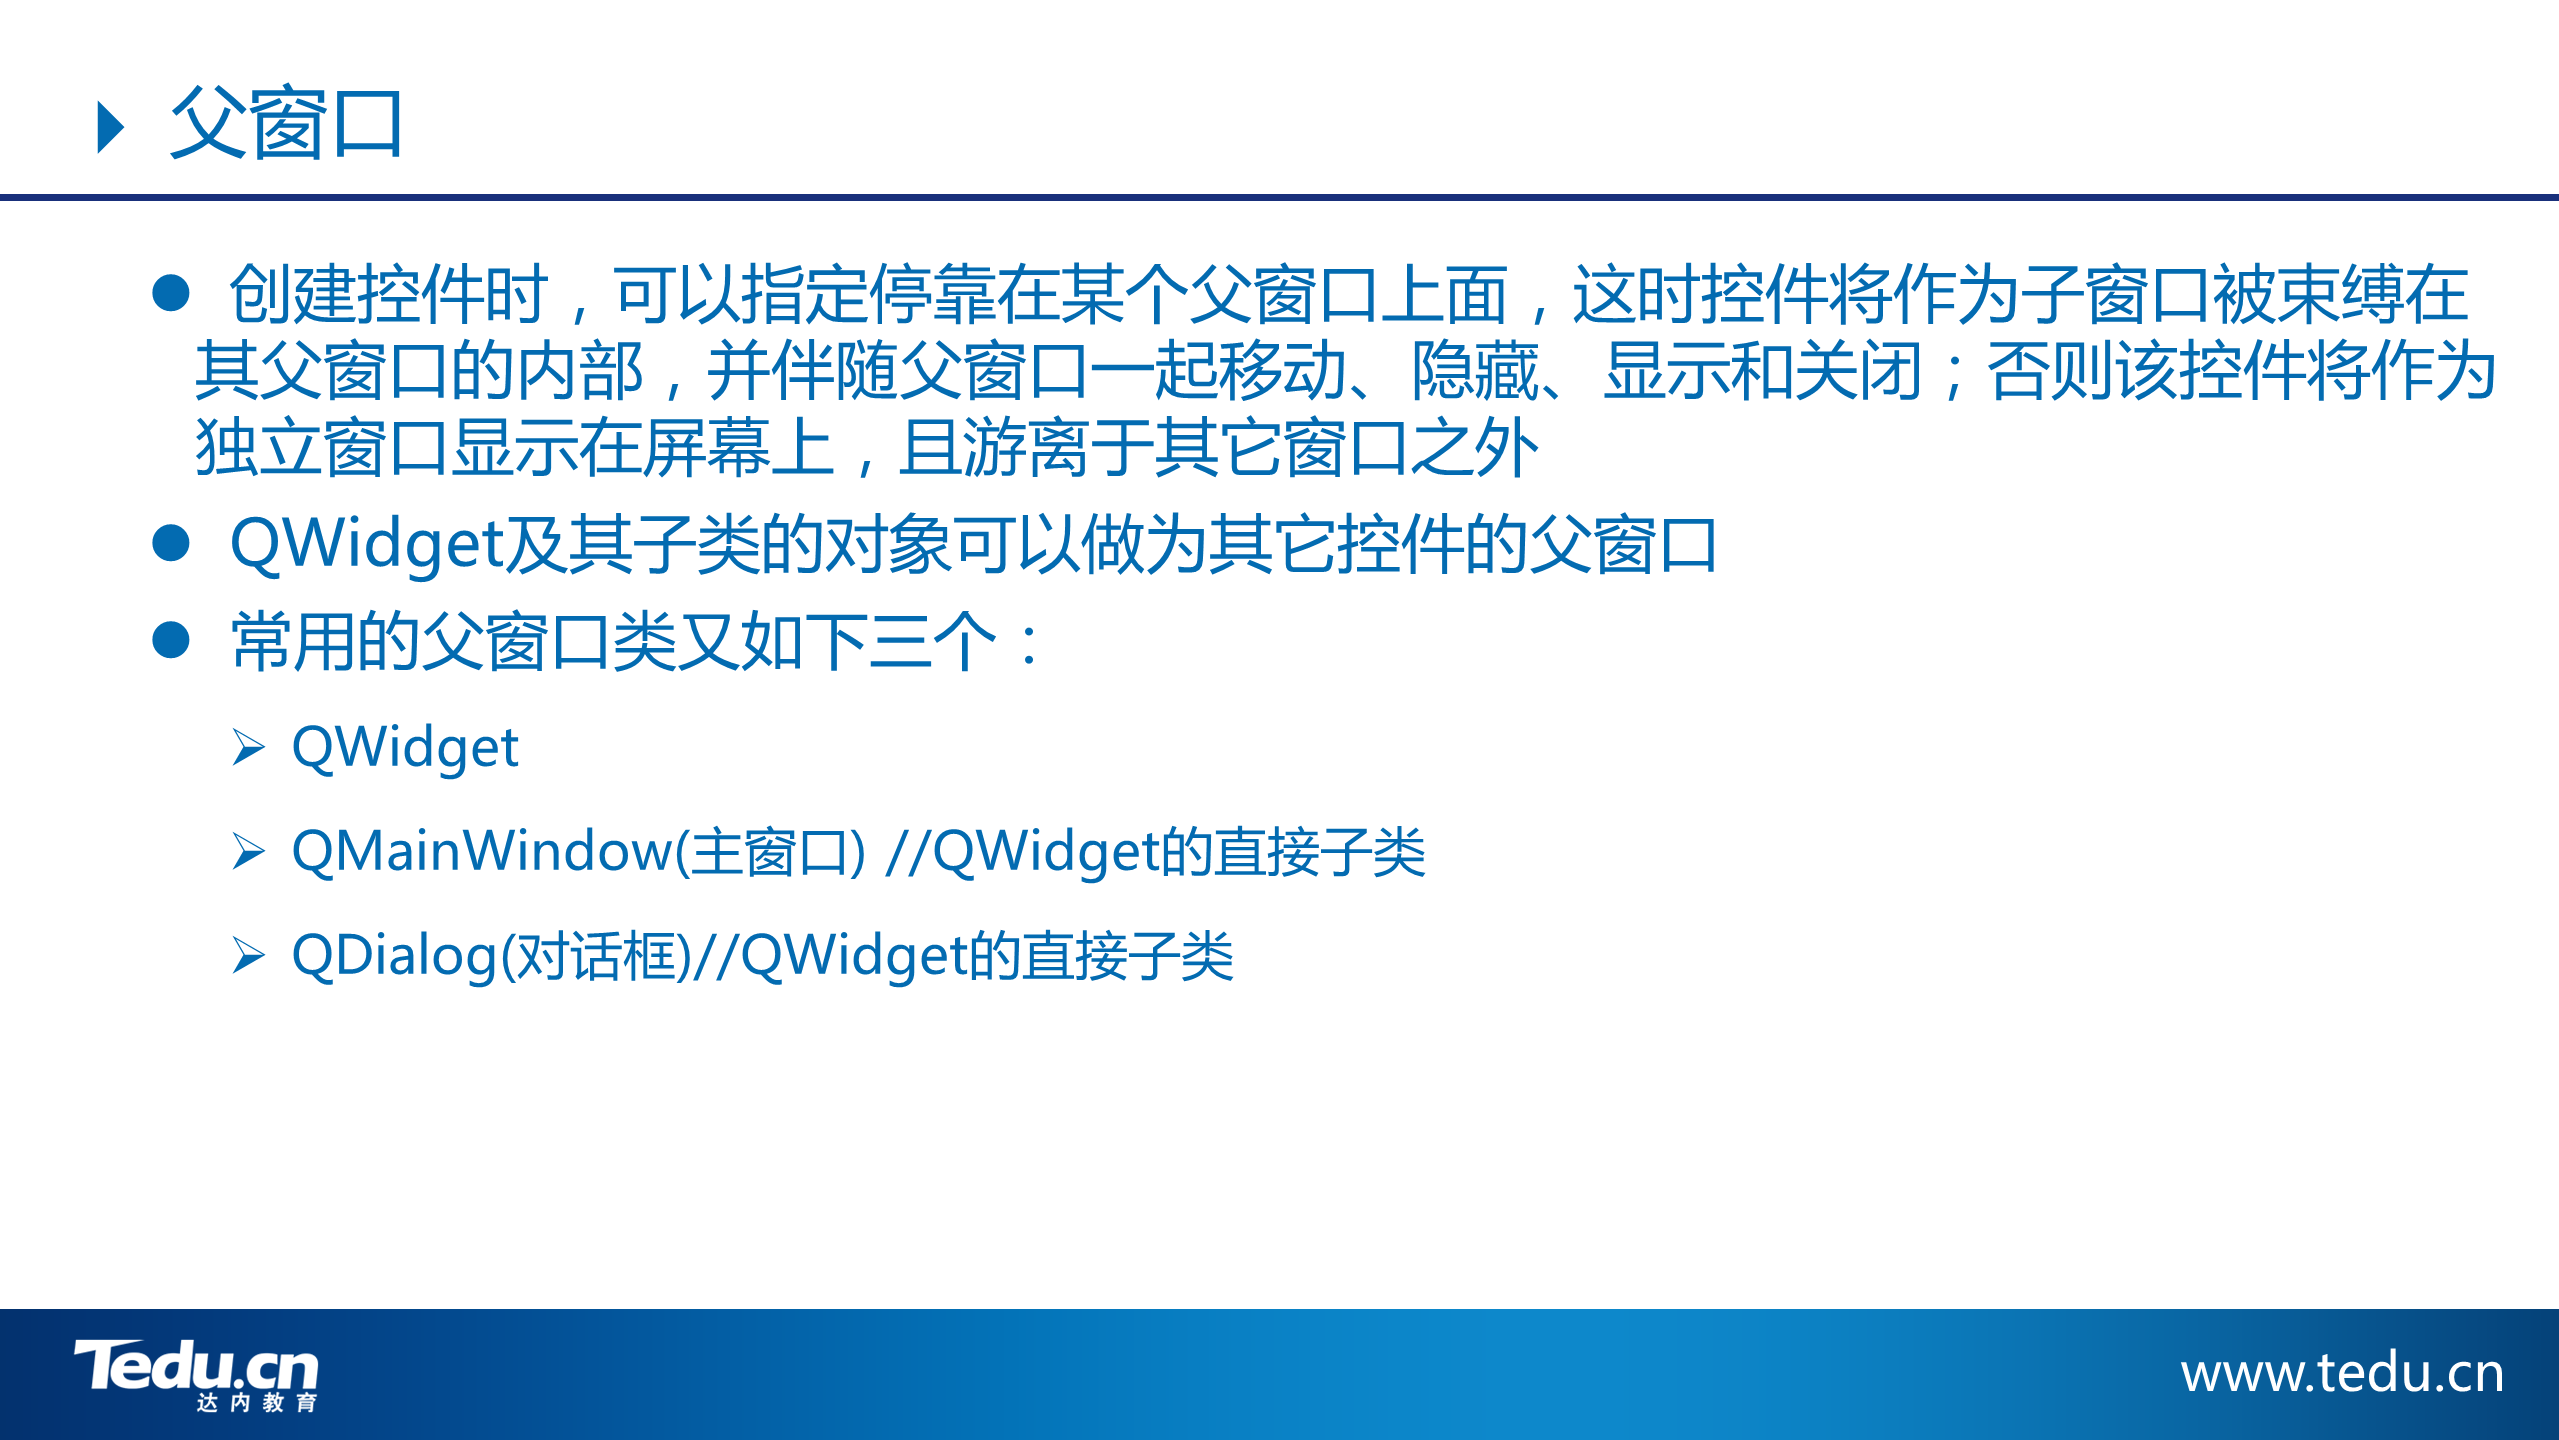 父窗口
创建控件时，可以指定停靠在某个父窗口上面，这时控件将作为子窗口被束缚在
其父窗口的内部，并伴随父窗口一起移动、隐藏、显示和关闭；否则该控件将作为
独立窗口显示在屏幕上，且游离于其它窗口之外
QWidget及其子类的对象可以做为其它控件的父窗口
常用的父窗口类又如下三个：
QWidget
QMainWindow(主窗口) //QWidget的直接子类
QDialog(对话框)//QWidget的直接子类
Tedu.cn
达内教育
www.tedu.cn